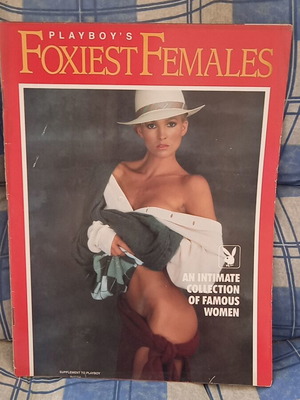 PLAYBOY'S
FOXIEST FEMALES
AN INTIMATE
COLLECTION
OF FAMOUS
WOMEN
SUPPLEMENT TO PLAYBOY